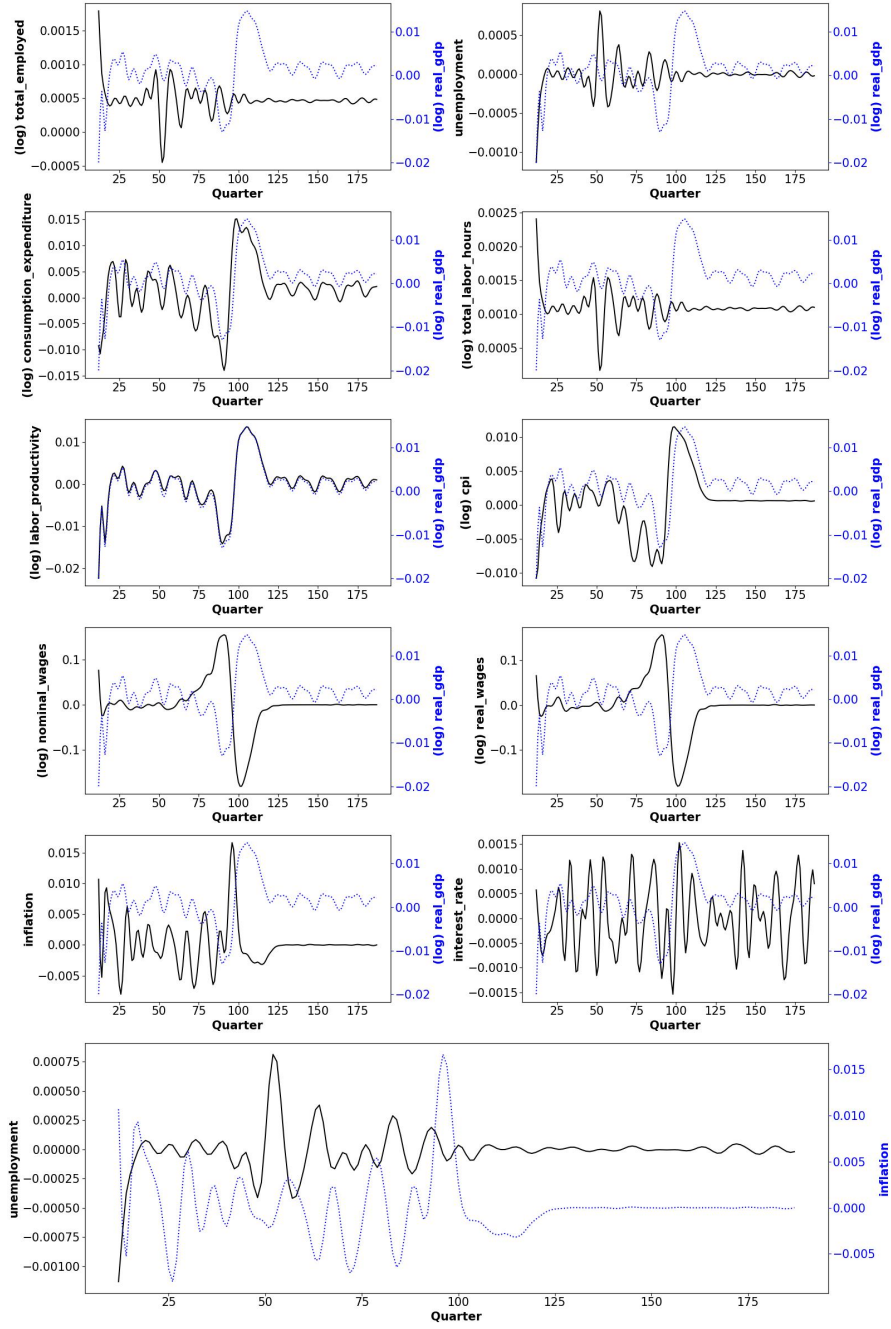 (log) total_employed
0.0015
0.0010
0.0005
0.0000
−0.0005
0.01
0.00
−0.01
−0.02
(log) real_gdp
25 50 75 100 125 150 175
Quarter
unemployment
0.0005
0.0000
−0.0005
−0.0010
0.01
0.00
−0.01
−0.02
(log) real_gdp
25 50 75 100 125 150 175
Quarter
(log) consumption_expenditure
0.015
0.010
0.005
0.000
−0.005
−0.010
−0.015
0.01
0.00
−0.01
−0.02
(log) real_gdp
25 50 75 100 125 150 175
Quarter
(log) total_labor_hours
0.0025
0.0020
0.0015
0.0010
0.0005
0.01
0.00
−0.01
−0.02
(log) real_gdp
25 50 75 100 125 150 175
Quarter
(log) labor_productivity
0.01
0.00
−0.01
−0.02
0.01
0.00
−0.01
−0.02
(log) real_gdp
25 50 75 100 125 150 175
Quarter
(log) cpi
0.010
0.005
0.000
−0.005
−0.010
0.01
0.00
−0.01
−0.02
(log) real_gdp
25 50 75 100 125 150 175
Quarter
(log) nominal_wages
0.1
0.0
−0.1
0.01
0.00
−0.01
−0.02
(log) real_gdp
25 50 75 100 125 150 175
Quarter
(log) real_wages
0.1
0.0
−0.1
0.01
0.00
−0.01
−0.02
(log) real_gdp
25 50 75 100 125 150 175
Quarter
inflation
0.015
0.010
0.005
0.000
−0.005
0.01
0.00
−0.01
−0.02
(log) real_gdp
25 50 75 100 125 150 175
Quarter
interest_rate
0.0015
0.0010
0.0005
0.0000
−0.0005
−0.0010
−0.0015
0.01
0.00
−0.01
−0.02
(log) real_gdp
25 50 75 100 125 150 175
Quarter
unemployment
0.00075
0.00050
0.00025
0.00000
−0.00025
−0.00050
−0.00075
−0.00100
0.015
0.010
0.005
0.000
−0.005
inflation
25 50 75 100 125 150 175
Quarter